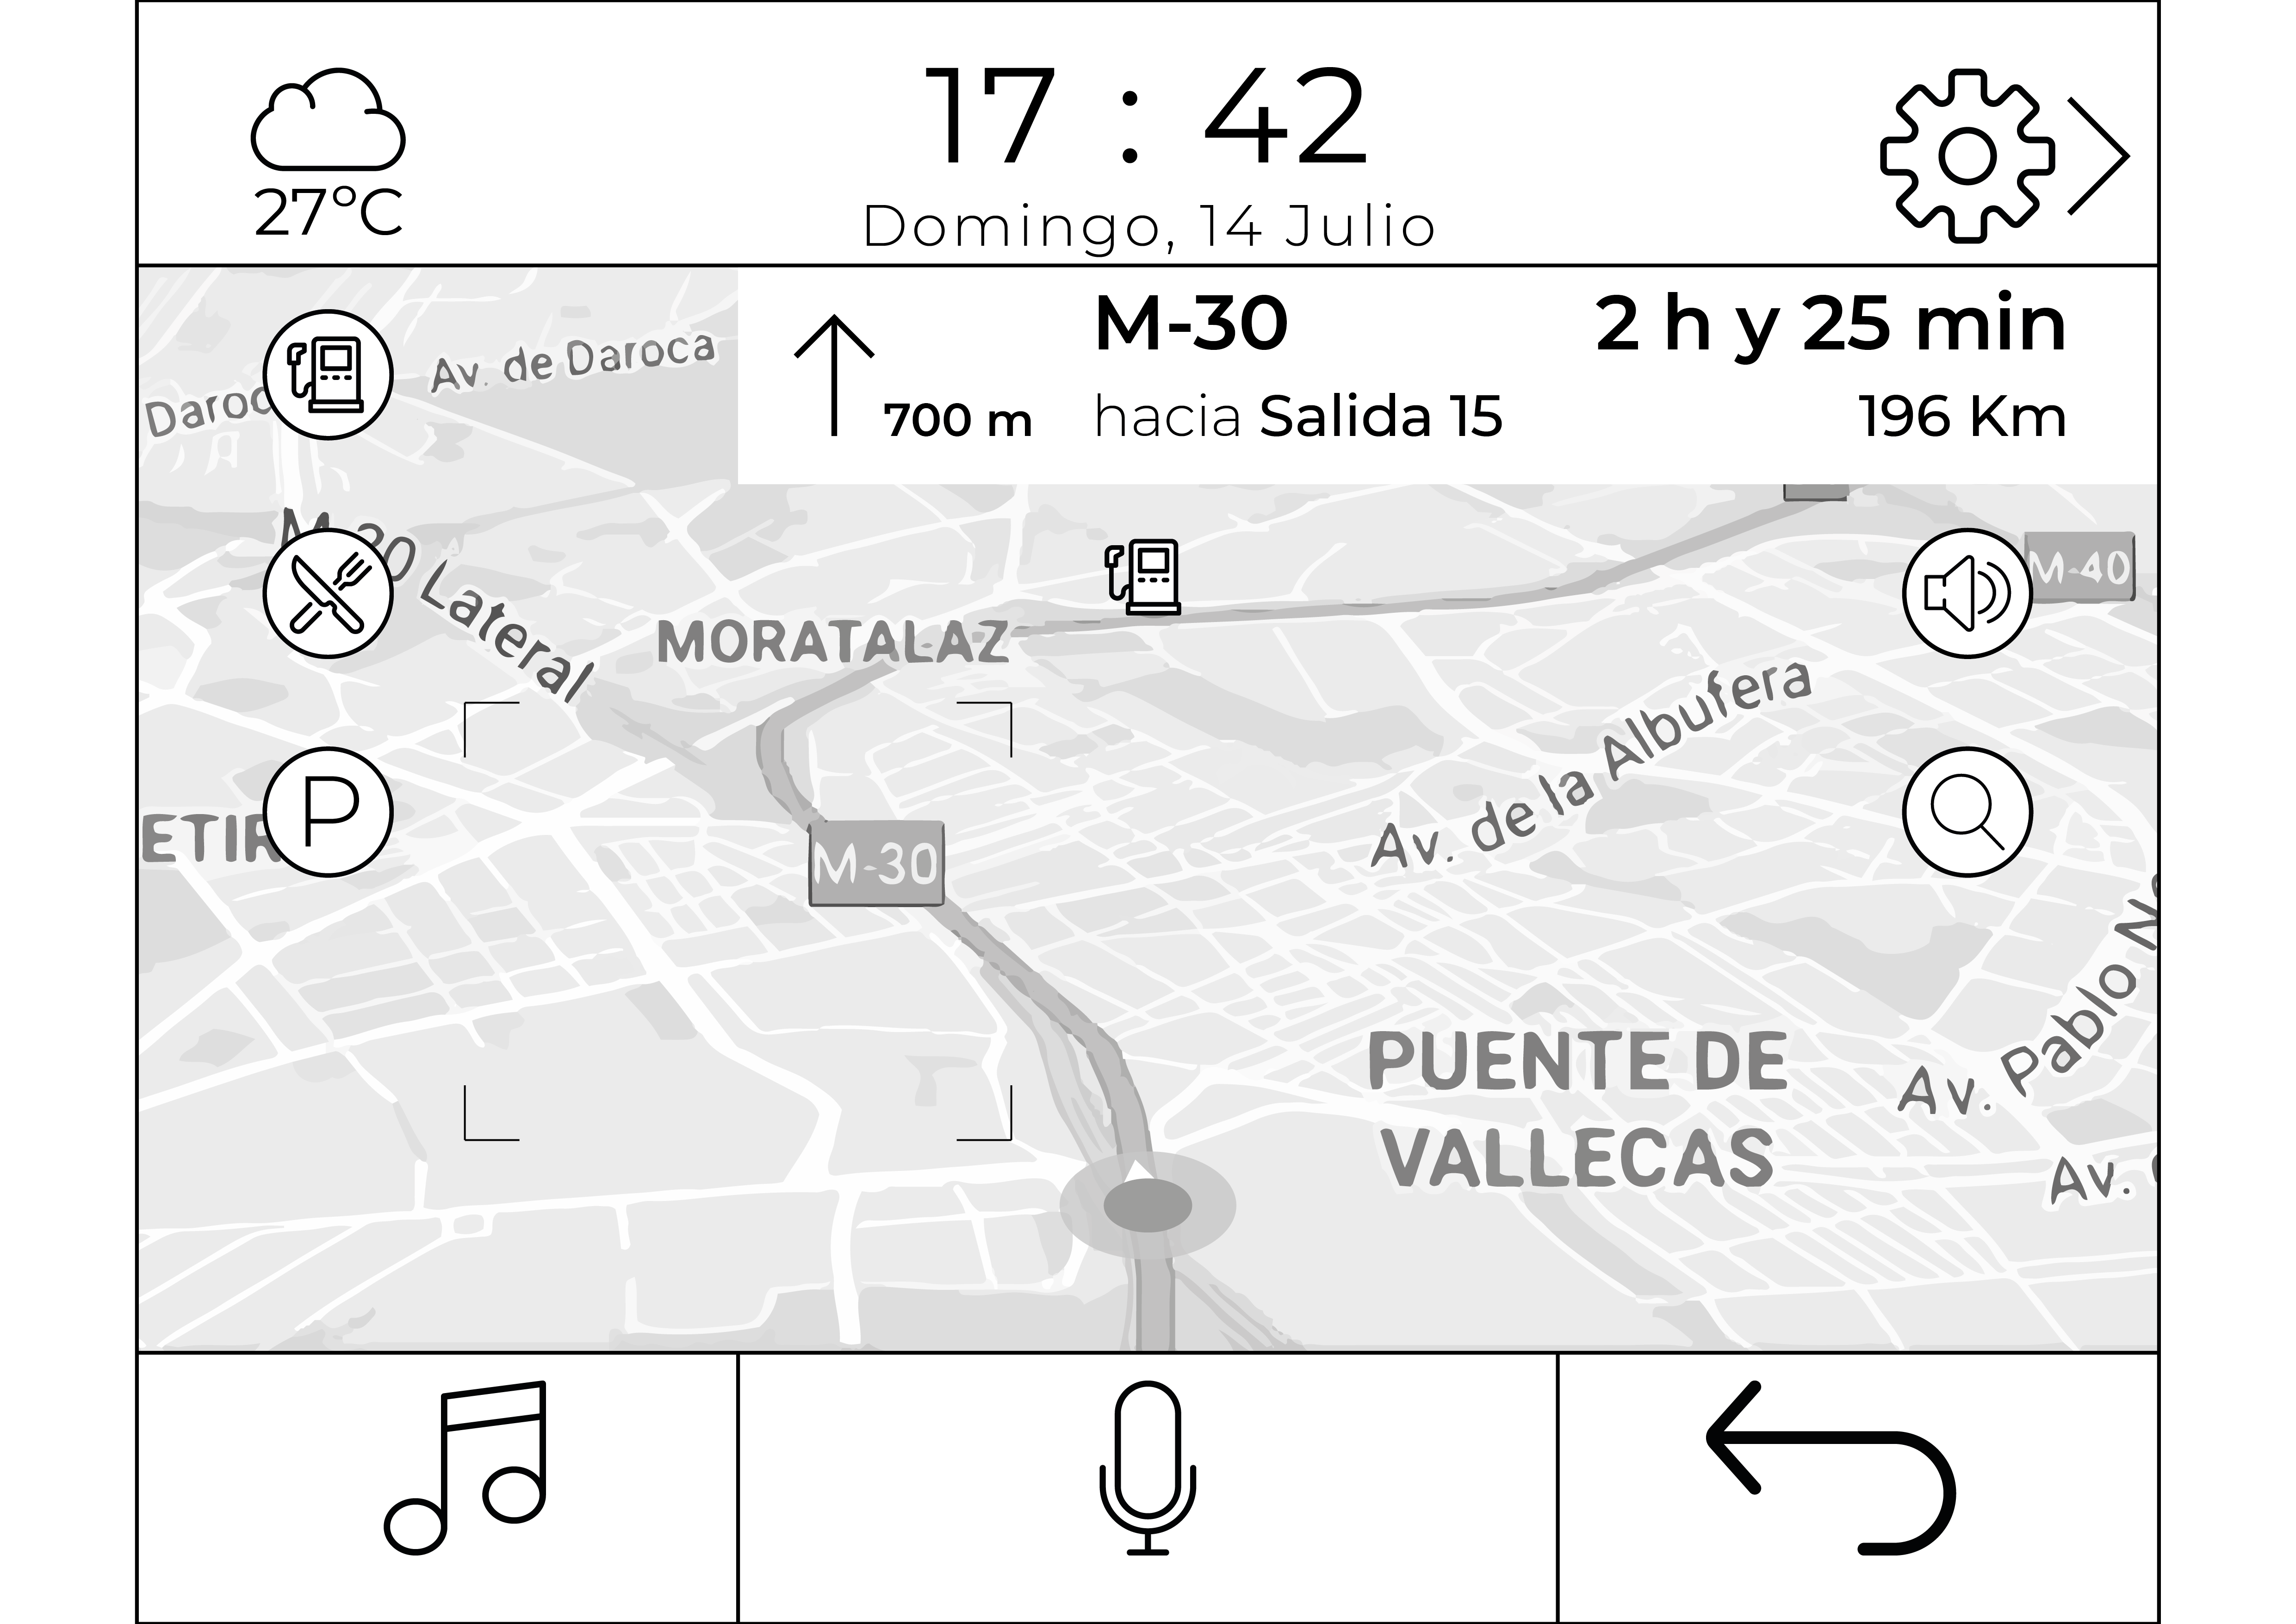 17 : 42
27°C
Domingo, 14 Julio
M-30
2 h y 25 min
700 m
hacia Salida 15
196 Km
Av. de Daroca
Daroc
M-30 Lateral
M-40
MORATALAZ
Av. de la Albufera
P
ETIR
M-30
Av. Pablo Ne
PUENTE DE
VALLECAS
Av.